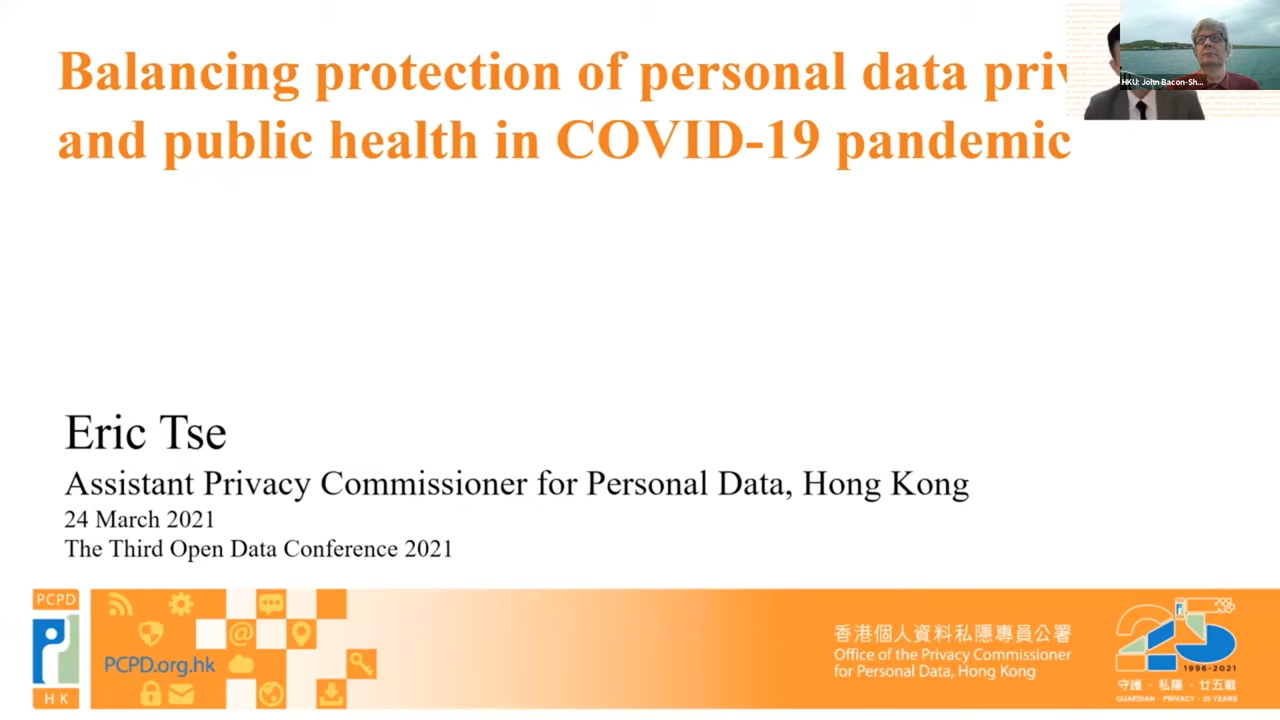 Balancing protection of personal data
and public health in COVID-19 pandemic
HKU: John Bacon-Sh...
Eric Tse
Assistant Privacy Commissioner for Personal Data, Hong Kong
24 March 2021
The Third Open Data Conference 2021
PCPD
PCPD.org.hk
HK
香港個人資料私隱專員公署
Office of the Privacy Commissioner
for Personal Data, Hong Kong
25
1996-2021
守護·私隱·廿五載
GUARDIAN · PRIVACY · 25 YEARS